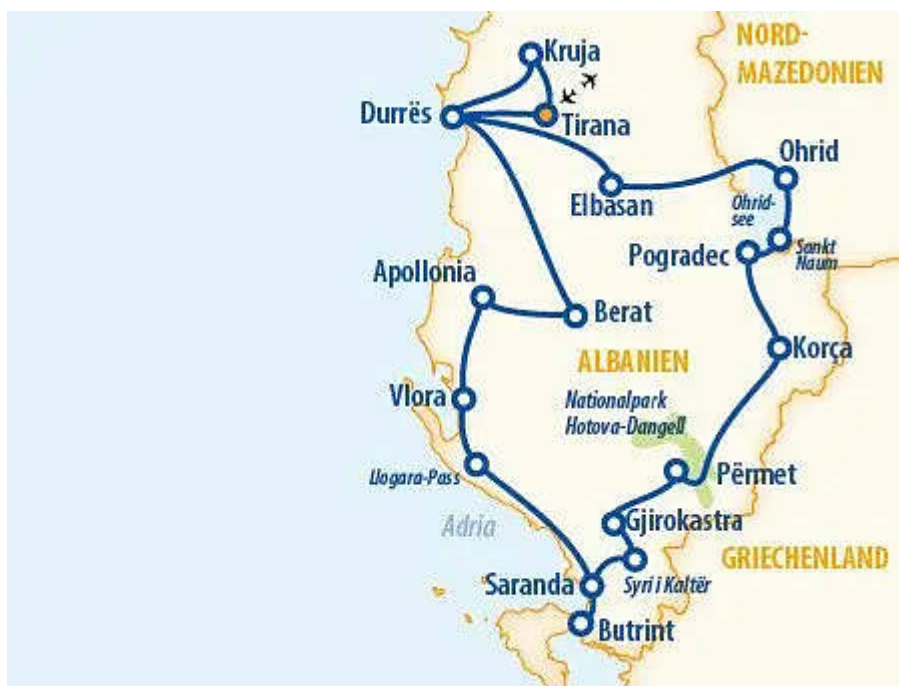 NORD-
MAZEDONIEN
Kruja
Durrës
Tirana
Ohrid
Elbasan
Ohrid-
see
Pogradec
Sankt
Naum
Apollonia
Berat
Korça
ALBANIEN
Vlora
Nationalpark
Hotova-Dangell
Llogara-Pass
Përmet
Gjirokastra
Adria
GRIECHENLAND
Saranda
Syri i Kaltër
Butrint